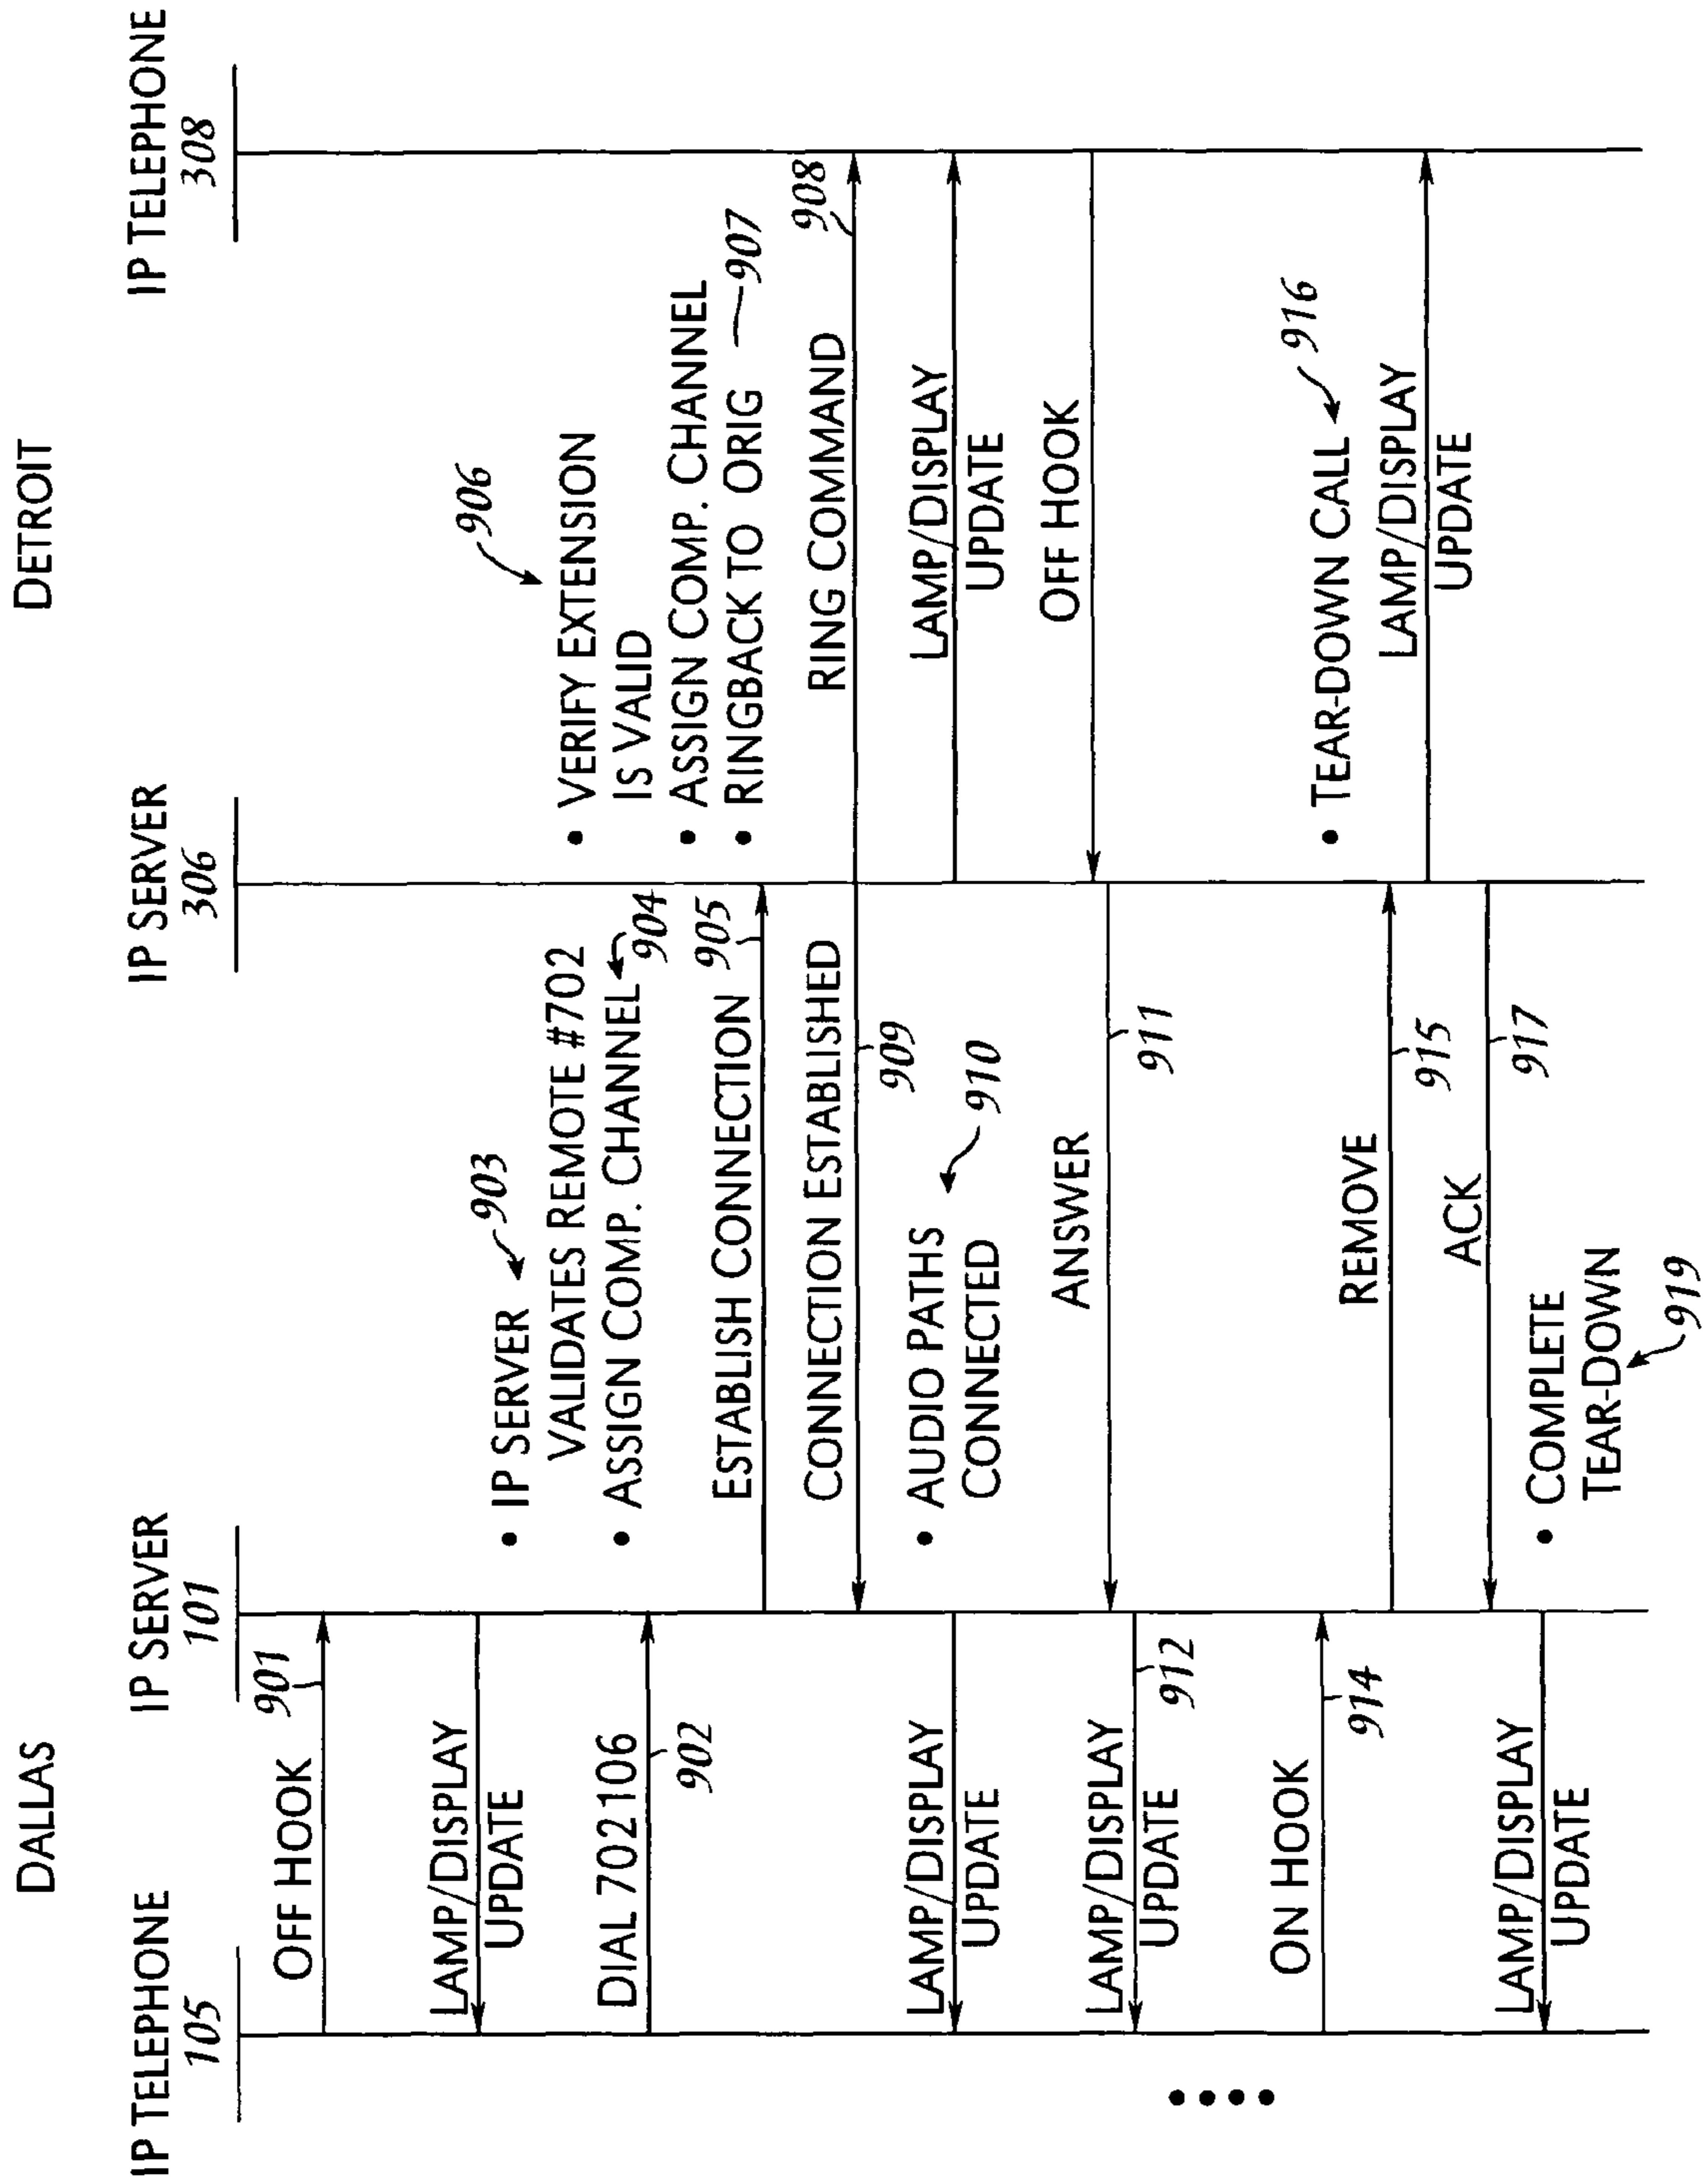 DALLAS
DETROIT
IP TELEPHONE
105
IP SERVER
101
IP SERVER
306
IP TELEPHONE
308
OFF HOOK
901
LAMP/DISPLAY
UPDATE
DIAL 702106
902
• IP SERVER
903
VALIDATES REMOTE #702
• ASSIGN COMP. CHANNEL
904
ESTABLISH CONNECTION
905
• VERIFY EXTENSION
IS VALID
906
• ASSIGN COMP. CHANNEL
• RINGBACK TO ORIG
907
RING COMMAND
908
CONNECTION ESTABLISHED
909
LAMP/DISPLAY
UPDATE
• AUDIO PATHS
CONNECTED
910
LAMP/DISPLAY
UPDATE
OFF HOOK
ANSWER
911
LAMP/DISPLAY
UPDATE
912
ON HOOK
914
REMOVE
915
• TEAR-DOWN CALL
916
LAMP/DISPLAY
UPDATE
ACK
917
• COMPLETE
TEAR-DOWN
919
LAMP/DISPLAY
UPDATE